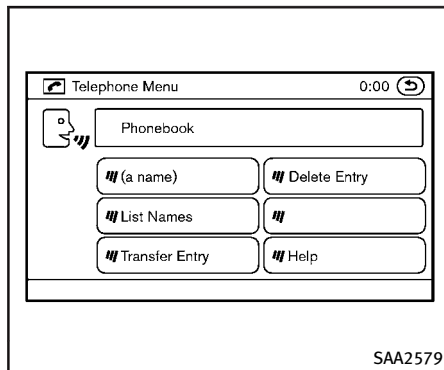 Telephone Menu 0:00
Phonebook
(a name) Delete Entry
List Names
Transfer Entry Help
SAA2579